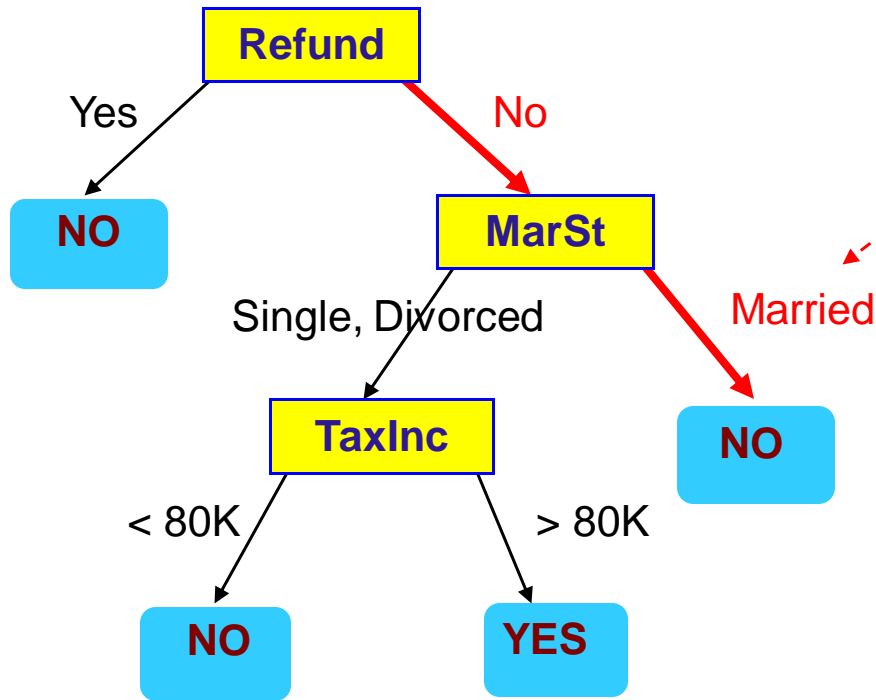 Refund
Yes
No
NO
MarSt
Single, Divorced
Married
TaxInc
NO
< 80K
> 80K
NO
YES